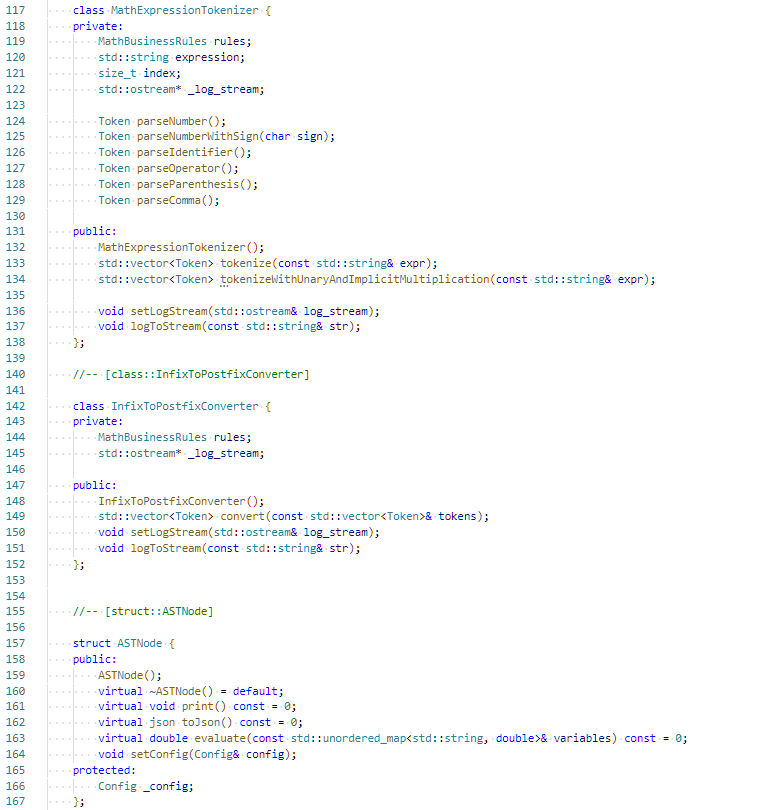 117 class MathExpressionTokenizer {
118 private:
119 MathBusinessRules rules;
120 std::string expression;
121 size_t index;
122 std::ostream* _log_stream;
123
124 Token parseNumber();
125 Token parseNumberWithSign(char sign);
126 Token parseIdentifier();
127 Token parseOperator();
128 Token parseParenthesis();
129 Token parseComma();
130
131 public:
132 MathExpressionTokenizer();
133 std::vector<Token> tokenize(const std::string& expr);
134 std::vector<Token> tokenizeWithUnaryAndImplicitMultiplication(const std::string& expr);
135
136 void setLogStream(std::ostream& log_stream);
137 void logToStream(const std::string& str);
138 };
139
140 //-- [class::InfixToPostfixConverter]
141
142 class InfixToPostfixConverter {
143 private:
144 MathBusinessRules rules;
145 std::ostream* _log_stream;
146
147 public:
148 InfixToPostfixConverter();
149 std::vector<Token> convert(const std::vector<Token>& tokens);
150 void setLogStream(std::ostream& log_stream);
151 void logToStream(const std::string& str);
152 };
153
154
155 //-- [struct::ASTNode]
156
157 struct ASTNode {
158 public:
159 ASTNode();
160 virtual ~ASTNode() = default;
161 virtual void print() const = 0;
162 virtual json toJson() const = 0;
163 virtual double evaluate(const std::unordered_map<std::string, double>& variables) const = 0;
164 void setConfig(Config& config);
165 protected:
166 Config _config;
167 };